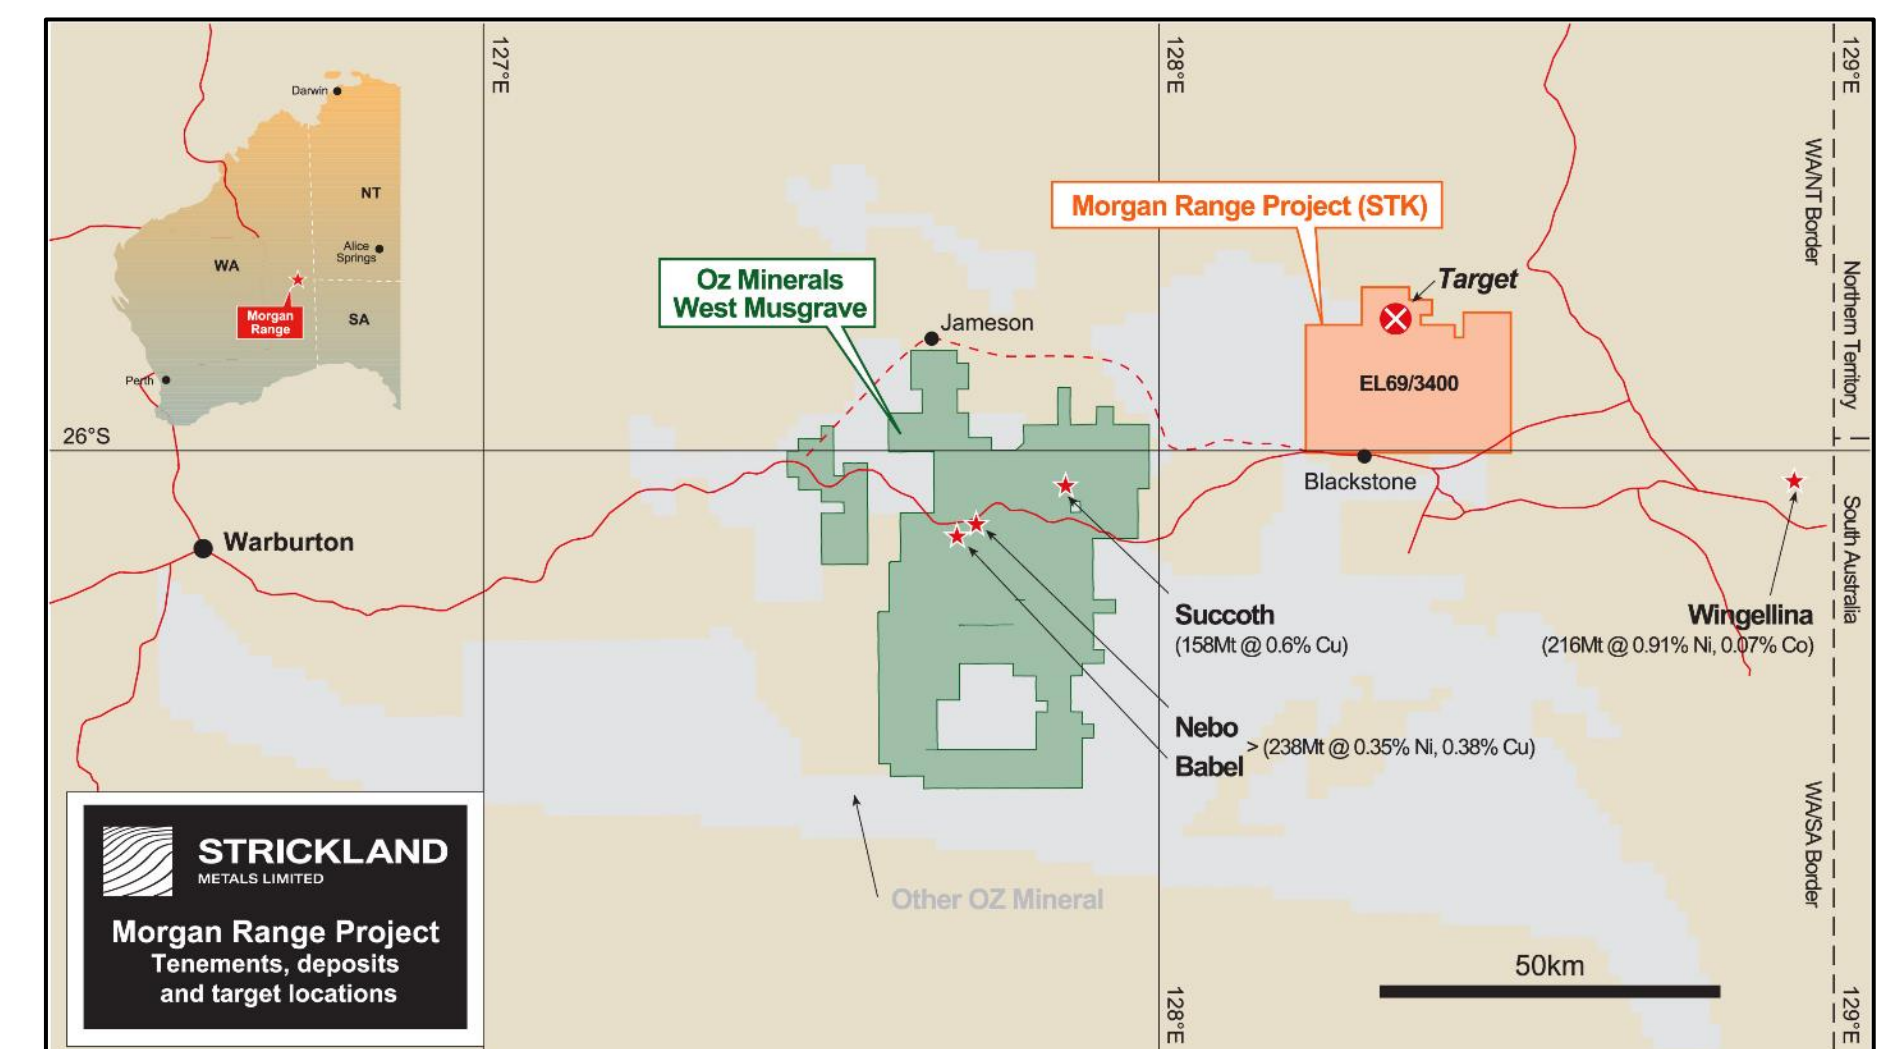 127°E
128°E
129°E
Darwin
NT
Alice
Springs
WA
Morgan
Range
SA
Perth
26°S
Warburton
Oz Minerals
West Musgrave
Jameson
Morgan Range Project (STK)
Target
EL69/3400
Blackstone
WA/NT Border
Northern Territory
South Australia
WA/SA Border
Succoth
(158Mt @ 0.6% Cu)
Wingellina
(216Mt @ 0.91% Ni, 0.07% Co)
Nebo
Babel
> (238Mt @ 0.35% Ni, 0.38% Cu)
Other OZ Mineral
50km
STRICKLAND
METALS LIMITED
Morgan Range Project
Tenements, deposits
and target locations
128°E
129°E